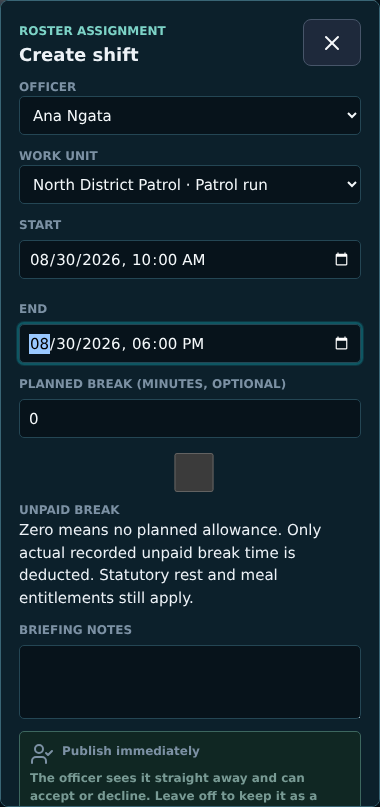 ROSTER ASSIGNMENT
Create shift
OFFICER
Ana Ngata
WORK UNIT
North District Patrol · Patrol run
START
08/30/2026, 10:00 AM
END
08/30/2026, 06:00 PM
PLANNED BREAK (MINUTES, OPTIONAL)
0
UNPAID BREAK
Zero means no planned allowance. Only
actual recorded unpaid break time is
deducted. Statutory rest and meal
entitlements still apply.
BRIEFING NOTES
Publish immediately
The officer sees it straight away and can
accept or decline. Leave off to keep it as a